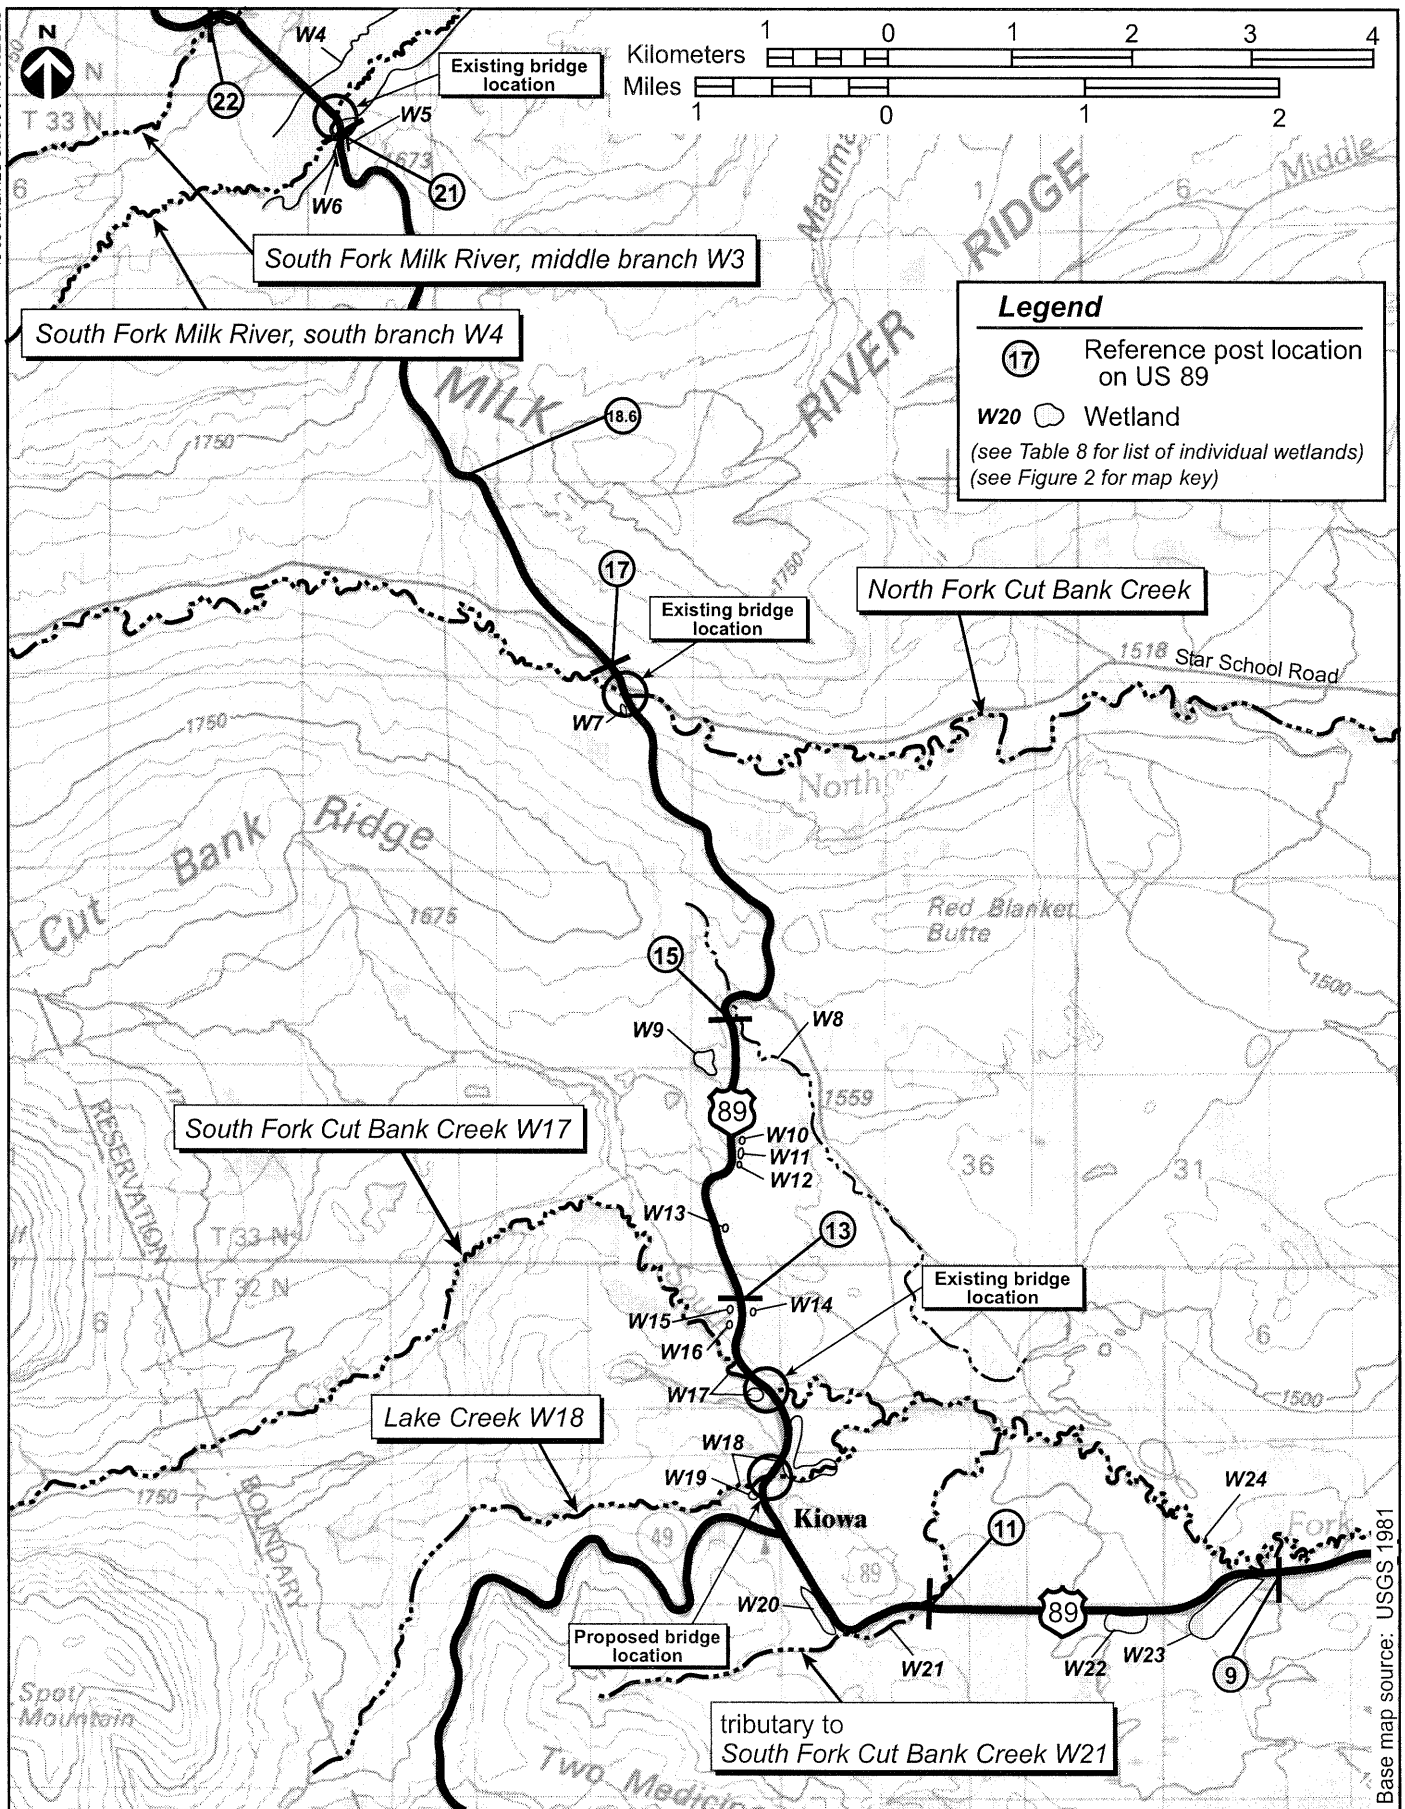 N
Kilometers
1 0 1 2 3 4
Miles
1 0 1 2
W4
Existing bridge
location
N
T 33 N
22
W5
1673
21
W6
6
Madma
RIDGE
1
6
Middle
South Fork Milk River, middle branch W3
South Fork Milk River, south branch W4
Legend
17 Reference post location
on US 89
W20 Wetland
(see Table 8 for list of individual wetlands)
(see Figure 2 for map key)
MILK
RIVER
18.6
1750
1750
17
Existing bridge
location
North Fork Cut Bank Creek
1518
Star School Road
W7
1750
North
Cut Bank Ridge
1675
Red Blanket
Butte
15
1500
W9
W8
89
1559
RESERVATION
South Fork Cut Bank Creek W17
W10
W11
W12
36
31
W13
13
T 33 N
T 32 N
Existing bridge
location
W15
W14
6
W16
6
Creek
W17
1500
Lake Creek W18
W18
W19
W24
1750
BOUNDARY
Kiowa
49
11
Fork
89
W20
89
Proposed bridge
location
W21
W22
W23
9
Spot
Mountain
tributary to
South Fork Cut Bank Creek W21
Two Medicin
Base map source: USGS 1981